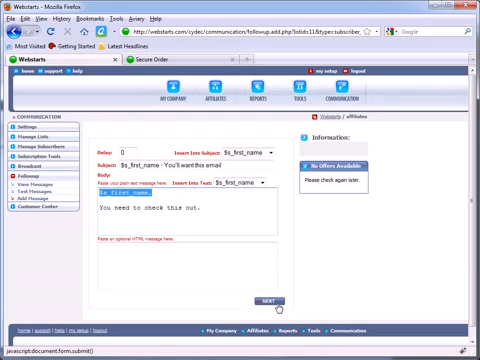 Webstarts - Mozilla Firefox
File Edit View History Bookmarks Tools Aviary Help
http://webstarts.com/cydec/communication/followup.add.php?listid=11&type=subscriber_
Google
Most Visited Getting Started Latest Headlines
Webstarts Secure Order
home support help my setup logout
MY COMPANY AFFILIATES REPORTS TOOLS COMMUNICATION
COMMUNICATION
Webstarts / affiliates
Settings
Manage Lists
Manage Subscribers
Subscription Tools
Broadcast
Followup
View Messages
Test Messages
Add Message
Customer Center
Delay: 0 Insert Into Subject: $s_first_name
Subject: $s_first_name - You'll want this email
Body:
Paste your plain text message here: Insert Into Text: $s_first_name
$s_first_name,
You need to check this out.
Paste an optional HTML message here:
NEXT
Information:
No Offers Available
Please check again later.
home | support | help | my setup | logout
My Company Affiliates Reports Tools Communication
javascript:document.form.submit()